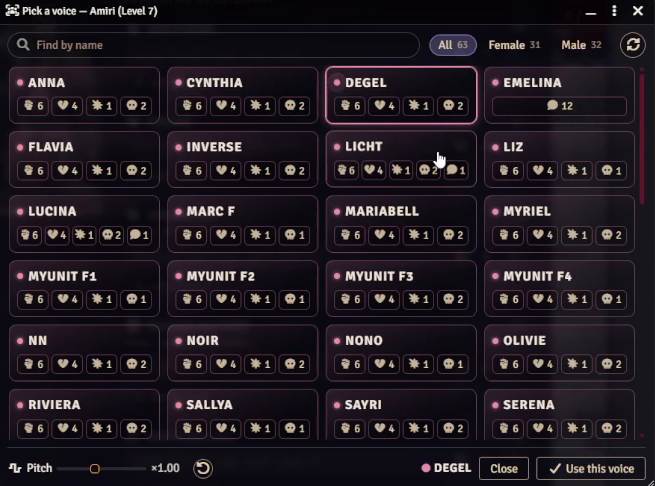 Pick a voice — Amiri (Level 7)
Find by name
All 63 Female 31 Male 32
ANNA CYNTHIA DEGEL EMELINA
6 4 1 2 6 4 1 2 6 4 1 2 12
FLAVIA INVERSE LICHT LIZ
6 4 1 2 6 4 1 2 6 4 1 2 1 6 4 1 2
LUCINA MARC F MARIABELL MYRIEL
6 4 1 2 1 6 4 1 1 6 4 1 2 6 4 1 2
MYUNIT F1 MYUNIT F2 MYUNIT F3 MYUNIT F4
6 4 1 1 6 4 1 1 6 4 1 2 6 4 1 1
NN NOIR NONO OLIVIE
6 4 1 2 6 4 1 2 6 4 1 1 6 4 1 2
RIVIERA SALLYA SAYRI SERENA
6 4 1 2 6 4 1 1 6 4 1 2 6 4 1 2
Pitch ×1.00 DEGEL Close Use this voice